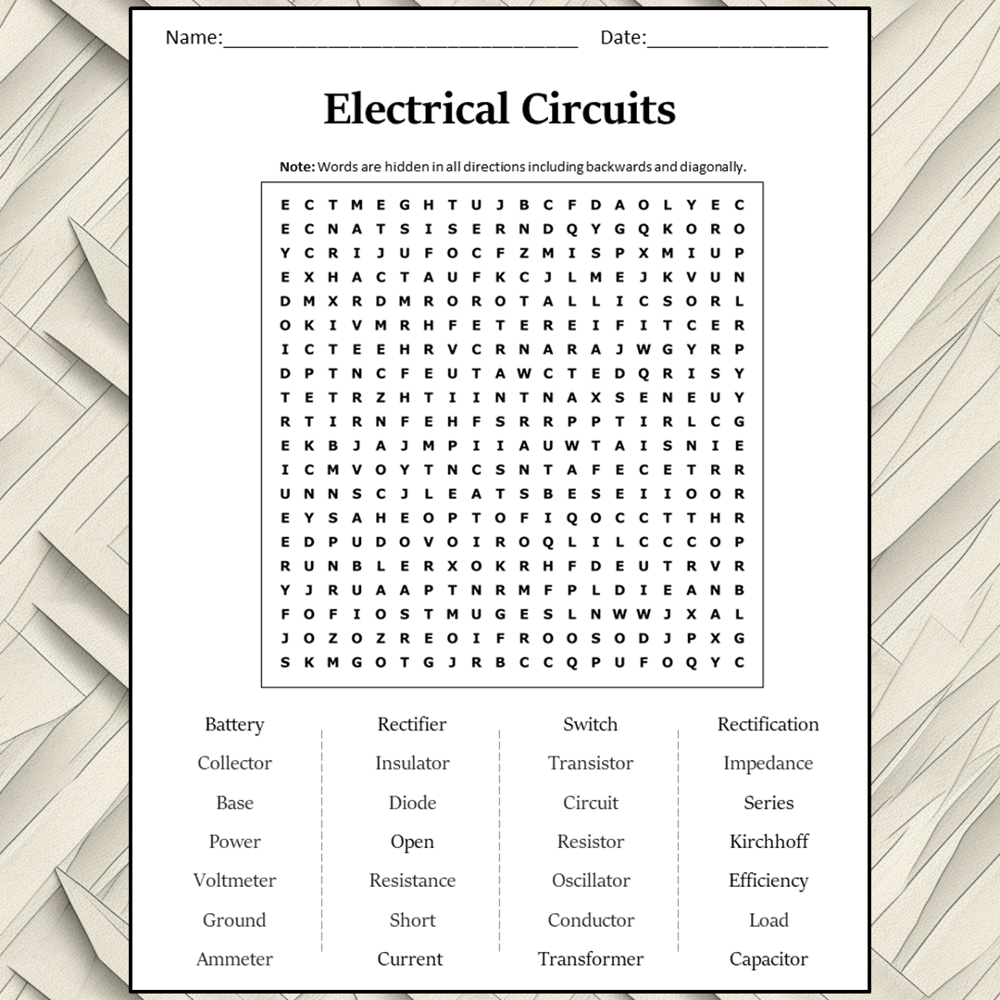 Name:_________________________________ Date:_________________
Electrical Circuits
Note: Words are hidden in all directions including backwards and diagonally.
E C T M E G H T U J B C F D A O L Y E C
E C N A T S I S E R N D Q Y G Q K O R O
Y C R I J U F O C F Z M I S P X M I U P
E X H A C T A U F K C J L M E J K V U N
D M X R D M R O R O T A L L I C S O R L
O K I V M R H F E T E R E I F I T C E R
I C T E E H R V C R N A R A J W G Y R P
D P T N C F E U T A W C T E D Q R I S Y
T E T R Z H T I I N T N A X S E N E U Y
R T I R N F E H F S R R P P T I R L C G
E K B J A J M P I I A U W T A I S N I E
I C M V O Y T N C S N T A F E C E T R R
U N N S C J L E A T S B E S E I I O O R
E Y S A H E O P T O F I Q O C C T T H R
E D P U D O V O I R O Q L I L C C C O P
R U N B L E R X O K R H F D E U T R V R
Y J R U A A P T N R M F P L D I E A N B
F O F I O S T M U G E S L N W W J X A L
J O Z O Z R E O I F R O O S O D J P X G
S K M G O T G J R B C C Q P U F O Q Y C
Battery Rectifier Switch Rectification
Collector Insulator Transistor Impedance
Base Diode Circuit Series
Power Open Resistor Kirchhoff
Voltmeter Resistance Oscillator Efficiency
Ground Short Conductor Load
Ammeter Current Transformer Capacitor